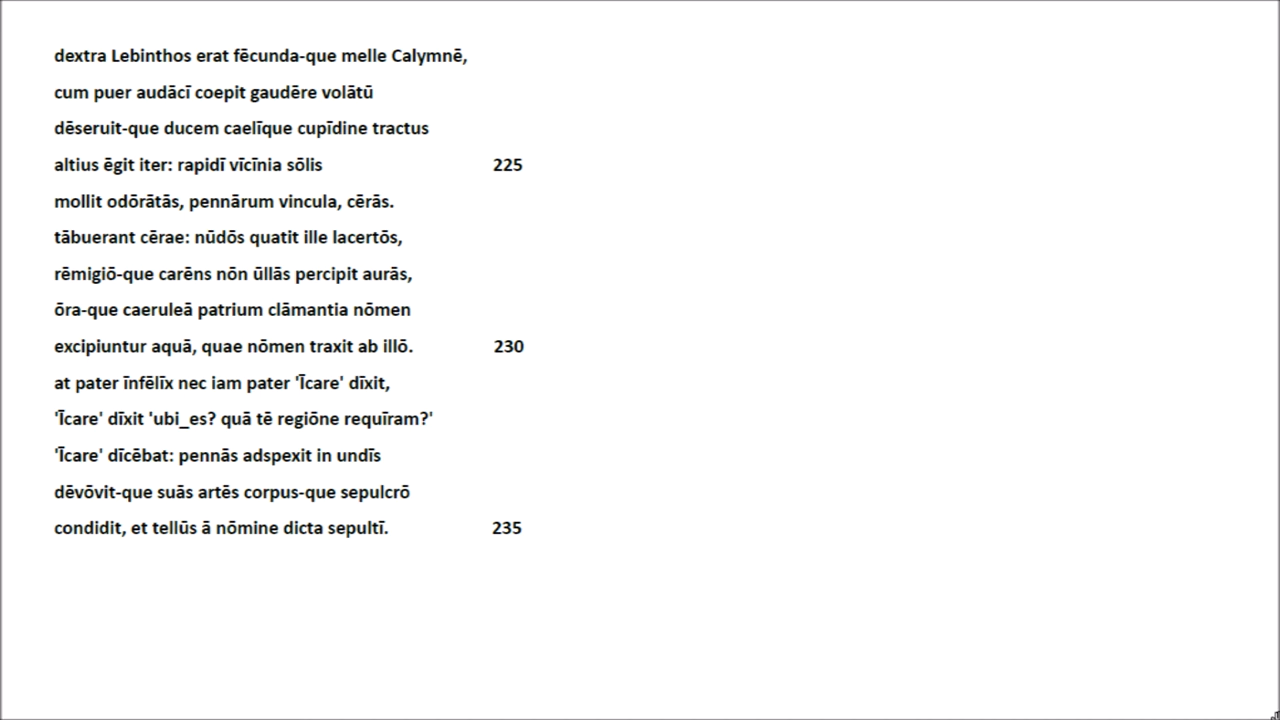 dextra Lebinthos erat fēcunda-que melle Calymnē,
cum puer audācī coepit gaudēre volātū
dēseruit-que ducem caelīque cupīdine tractus
altius ēgit iter: rapidī vīcīnia sōlis 225
mollit odōrātās, pennārum vincula, cērās.
tābuerant cērae: nūdōs quatit ille lacertōs,
rēmigiō-que carēns nōn ūllās percipit aurās,
ōra-que caeruleā patrium clāmantia nōmen
excipiuntur aquā, quae nōmen traxit ab illō. 230
at pater īnfēlīx nec iam pater 'Īcare' dīxit,
'Īcare' dīxit 'ubi_es? quā tē regiōne requīram?'
'Īcare' dīcēbat: pennās adspexit in undīs
dēvōvit-que suās artēs corpus-que sepulcrō
condidit, et tellūs ā nōmine dicta sepultī. 235